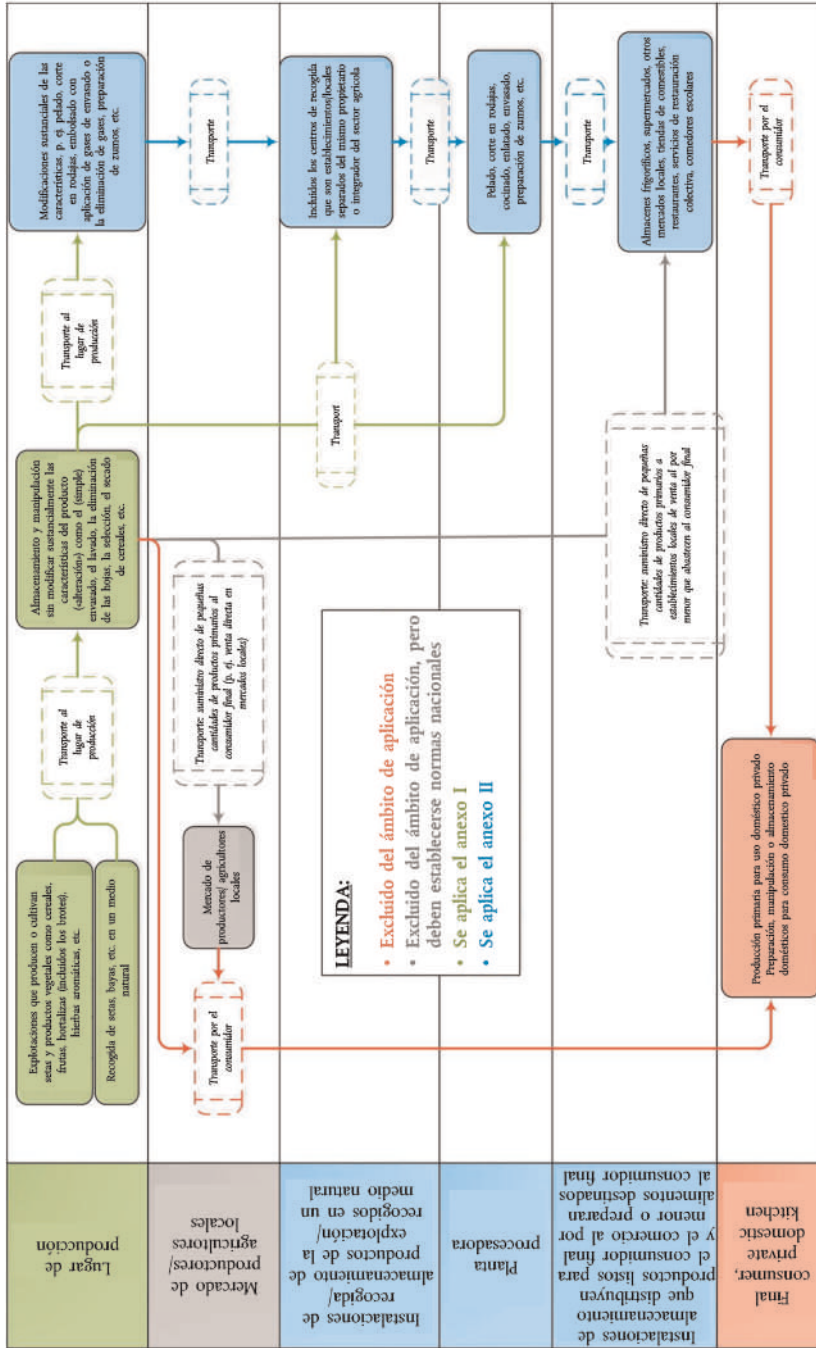 Lugar de
producción
Explotaciones que producen o cultivan
setas y productos vegetales como cereales,
frutas, hortalizas (incluidos los brotes),
hierbas aromáticas, etc.
Recogida de setas, bayas, etc. en un medio
natural
Transporte al
lugar de
producción
Almacenamiento y manipulación
sin modificar sustancialmente las
características del producto
(«alteración») como el (simple)
envasado, el lavado, la eliminación
de las hojas, la selección, el secado
de cereales, etc.
Transporte al
lugar de
producción
Modificaciones sustanciales de las
características, p. ej. pelado, corte
en rodajas, embolsado con
aplicación de gases de envasado o
la eliminación de gases, preparación
de zumos, etc.
Mercado de
productores/
agricultores
locales
Transporte por el
consumidor
Mercado de
productores/ agricultores
locales
Transporte: suministro directo de pequeñas
cantidades de productos primarios al
consumidor final (p. ej. venta directa en
mercados locales)
Transporte
Instalaciones de
recogida/
almacenamiento de
productos de la
explotación/
recogidos en un
medio natural
Transport
Incluidos los centros de recogida
que son establecimientos/locales
separados del mismo propietario
o integrador del sector agrícola
Transporte
LEYENDA:
• Excluido del ámbito de aplicación
• Excluido del ámbito de aplicación, pero
deben establecerse normas nacionales
• Se aplica el anexo I
• Se aplica el anexo II
Planta
procesadora
Pelado, corte en rodajas,
cocinado, enlatado, envasado,
preparación de zumos, etc.
Transporte
Instalaciones de
almacenamiento
que distribuyen
productos listos para
el consumidor final
y el comercio al por
menor o preparan
alimentos destinados
al consumidor final
Transporte: suministro directo de pequeñas
cantidades de productos primarios a
establecimientos locales de venta al por
menor que abastecen al consumidor final
Almacenes frigoríficos, supermercados, otros
mercados locales, tiendas de comestibles,
restaurantes, servicios de restauración
colectiva, comedores escolares
Final
consumer,
private
domestic
kitchen
Producción primaria para uso doméstico privado
Preparación, manipulación o almacenamiento
domésticos para consumo domestico privado
Transporte por el
consumidor